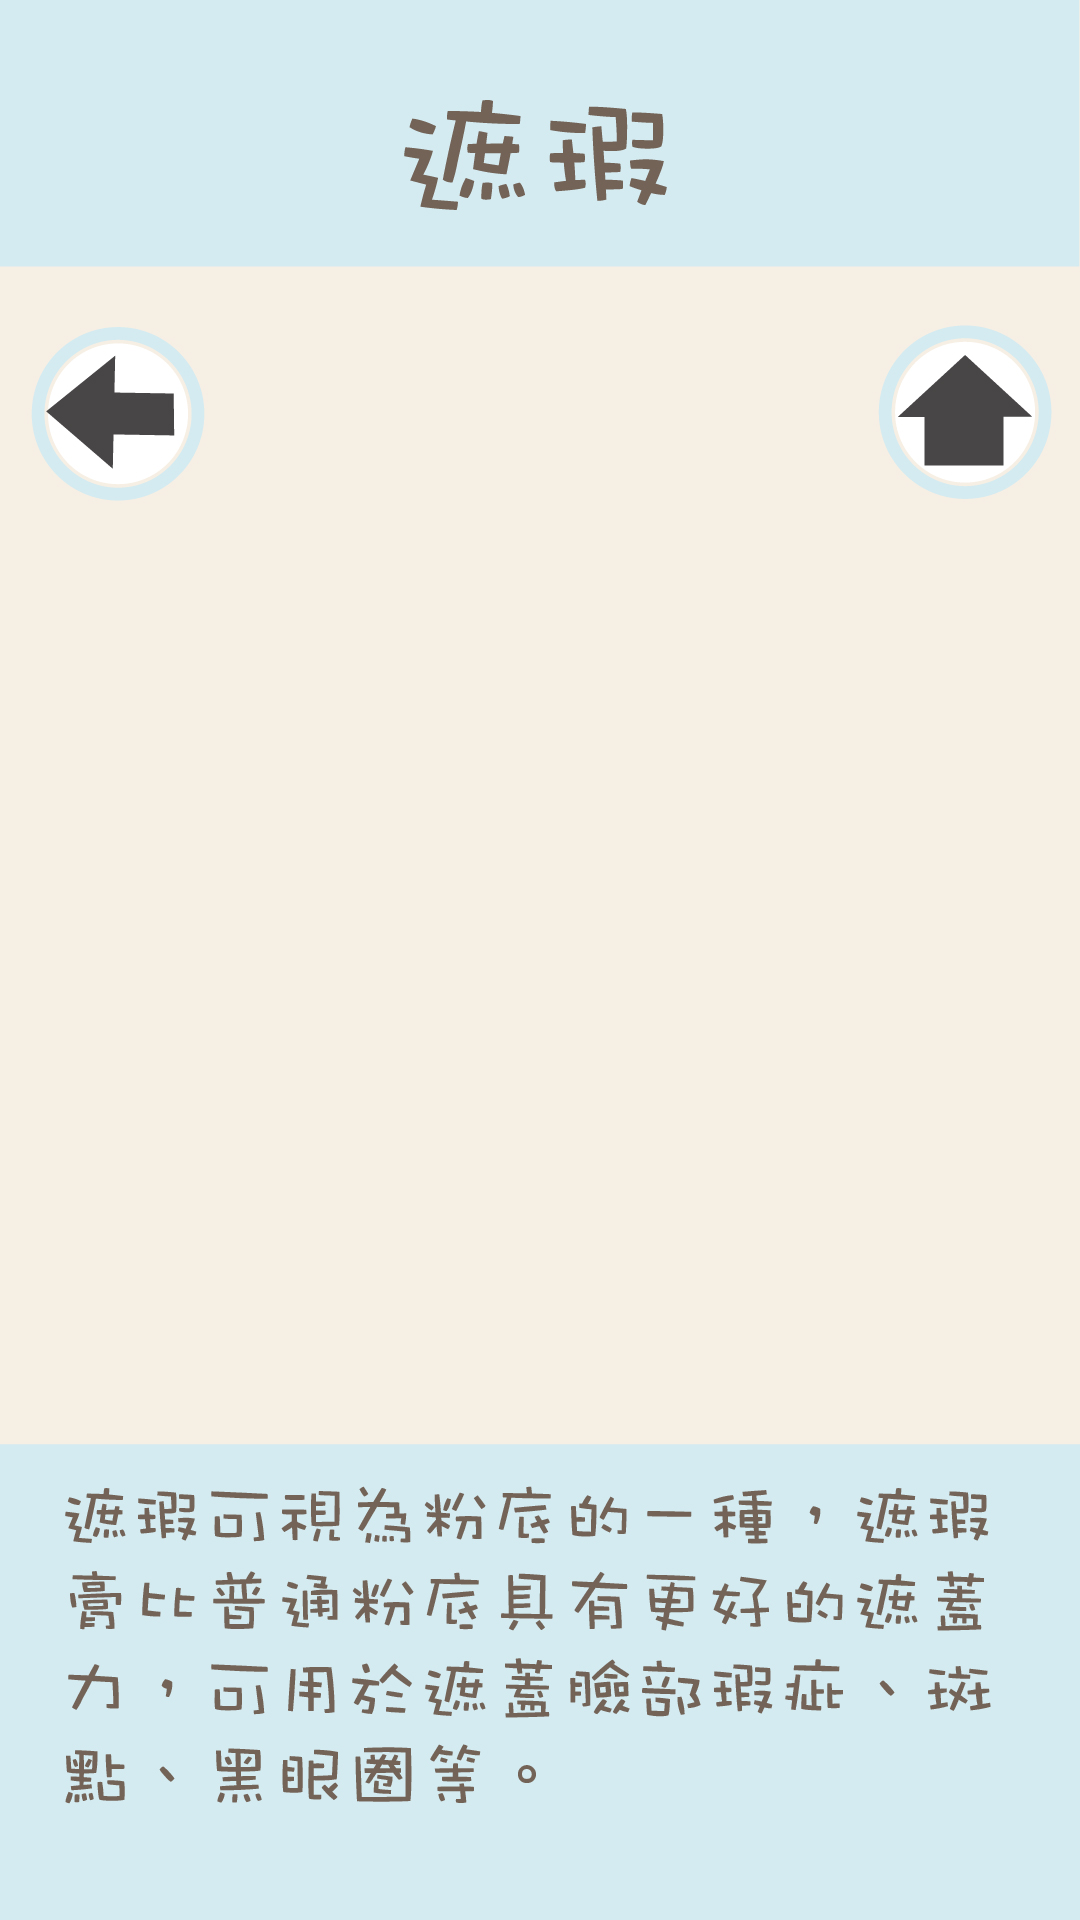 遮瑕
遮瑕可視為粉底的一種，遮瑕
膏比普通粉底具有更好的遮蓋
力，可用於遮蓋臉部瑕疵、斑
點、黑眼圈等。